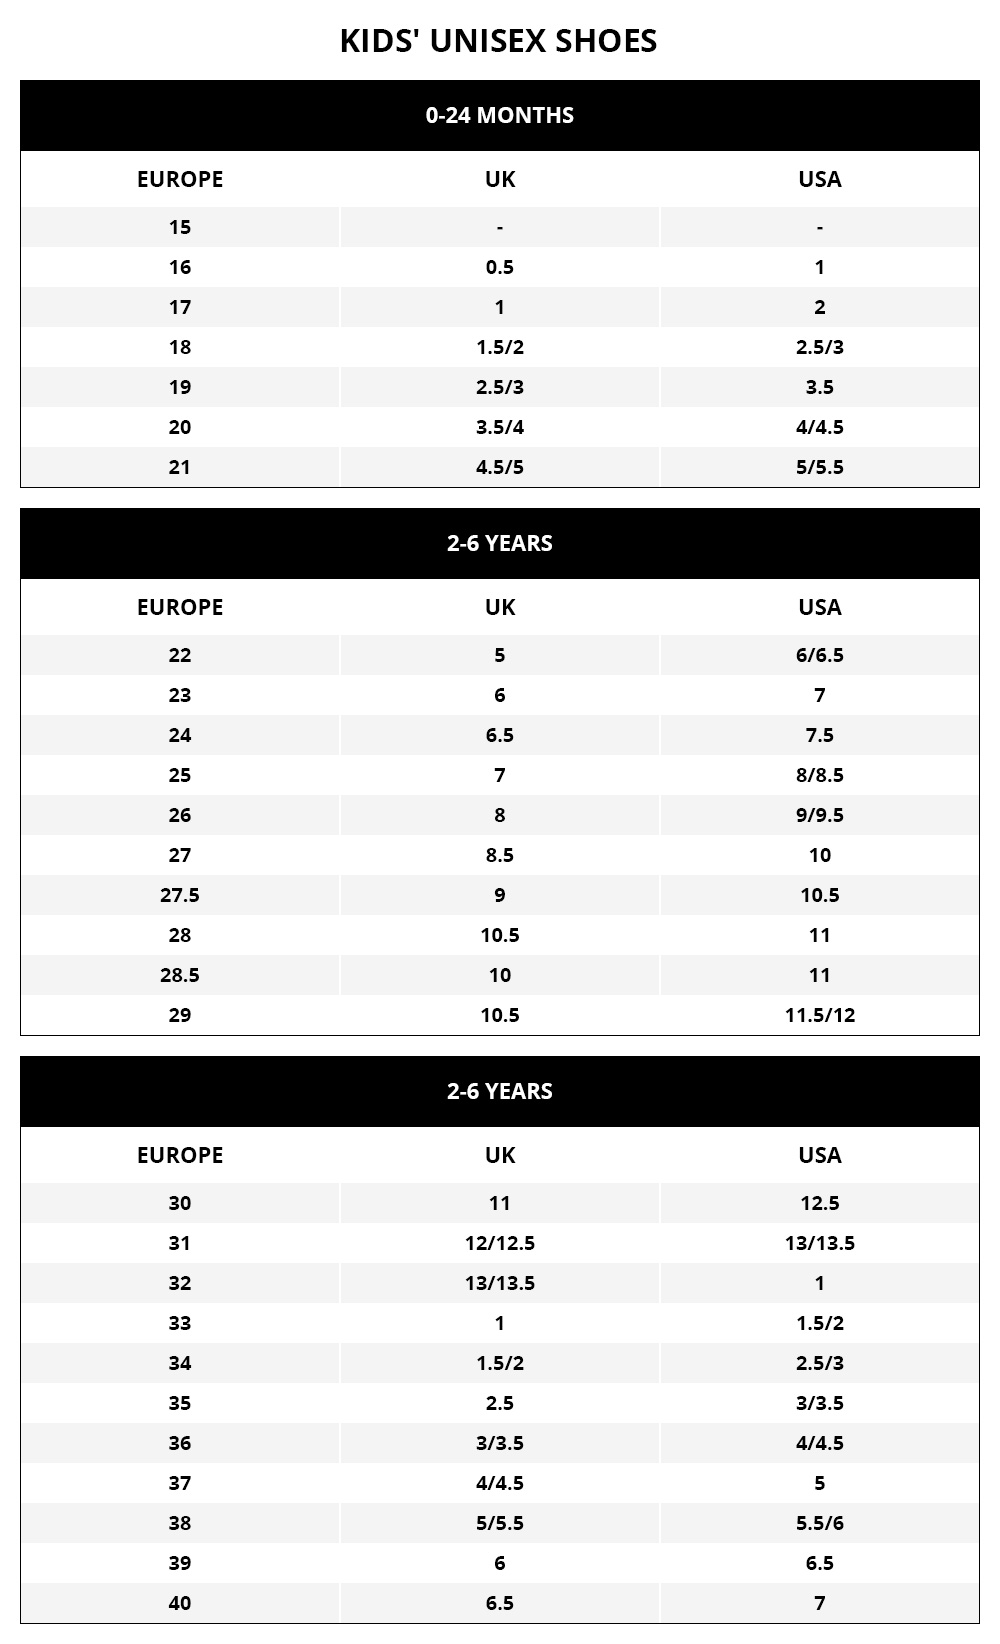 KIDS' UNISEX SHOES
0-24 MONTHS
EUROPE UK USA
15 - -
16 0.5 1
17 1 2
18 1.5/2 2.5/3
19 2.5/3 3.5
20 3.5/4 4/4.5
21 4.5/5 5/5.5
2-6 YEARS
EUROPE UK USA
22 5 6/6.5
23 6 7
24 6.5 7.5
25 7 8/8.5
26 8 9/9.5
27 8.5 10
27.5 9 10.5
28 10.5 11
28.5 10 11
29 10.5 11.5/12
2-6 YEARS
EUROPE UK USA
30 11 12.5
31 12/12.5 13/13.5
32 13/13.5 1
33 1 1.5/2
34 1.5/2 2.5/3
35 2.5 3/3.5
36 3/3.5 4/4.5
37 4/4.5 5
38 5/5.5 5.5/6
39 6 6.5
40 6.5 7